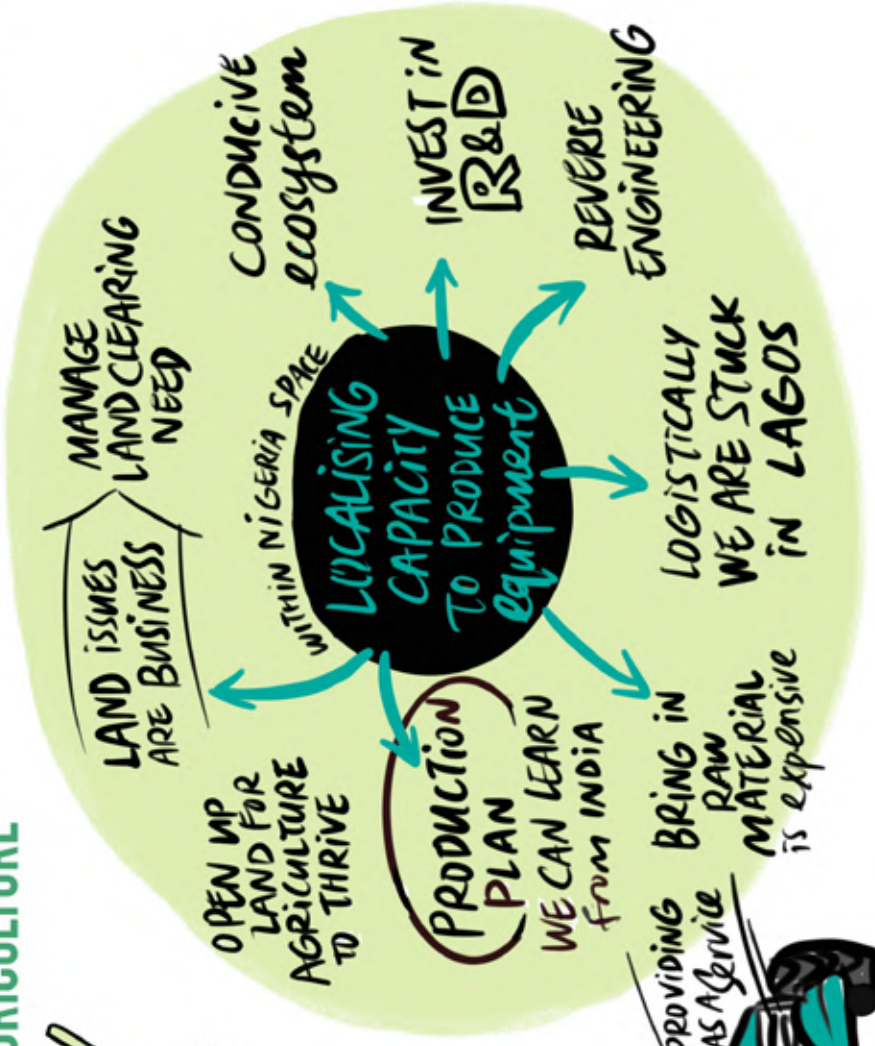 WITHIN NIGERIA SPACE
LOCALISING
CAPACITY
TO PRODUCE
equipment
LAND ISSUES
ARE BUSINESS
MANAGE
LAND CLEARING
NEED
CONDUCIVE
ecosystem
INVEST IN
R&D
REVERSE
ENGINEERING
LOGISTICALLY
WE ARE STUCK
IN LAGOS
BRING IN
RAW
MATERIAL
is expensive
PRODUCTION
PLAN
WE CAN LEARN
from INDIA
OPEN UP
LAND FOR
AGRICULTURE
TO THRIVE
PROVIDING
AS A Service